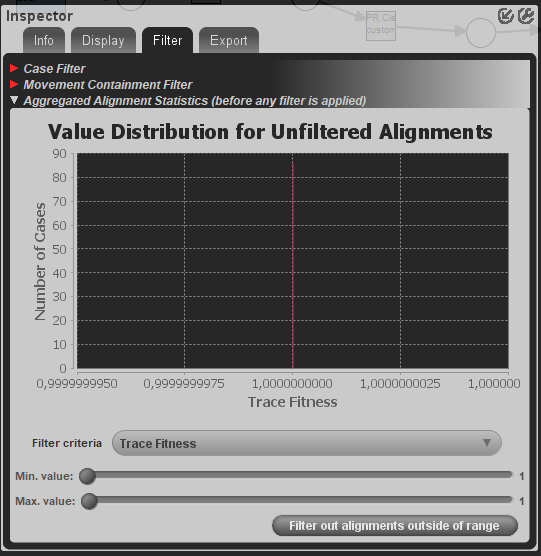 Inspector
PR Cle
custom
Info
Display
Filter
Export
Case Filter
Movement Containment Filter
Aggregated Alignment Statistics (before any filter is applied)
Value Distribution for Unfiltered Alignments
90
80
70
60
50
40
30
20
10
0
Number of Cases
0,9999999950
0,9999999975
1,0000000000
1,0000000025
1,000000
Trace Fitness
Filter criteria
Trace Fitness
Min. value:
1
Max. value:
1
Filter out alignments outside of range